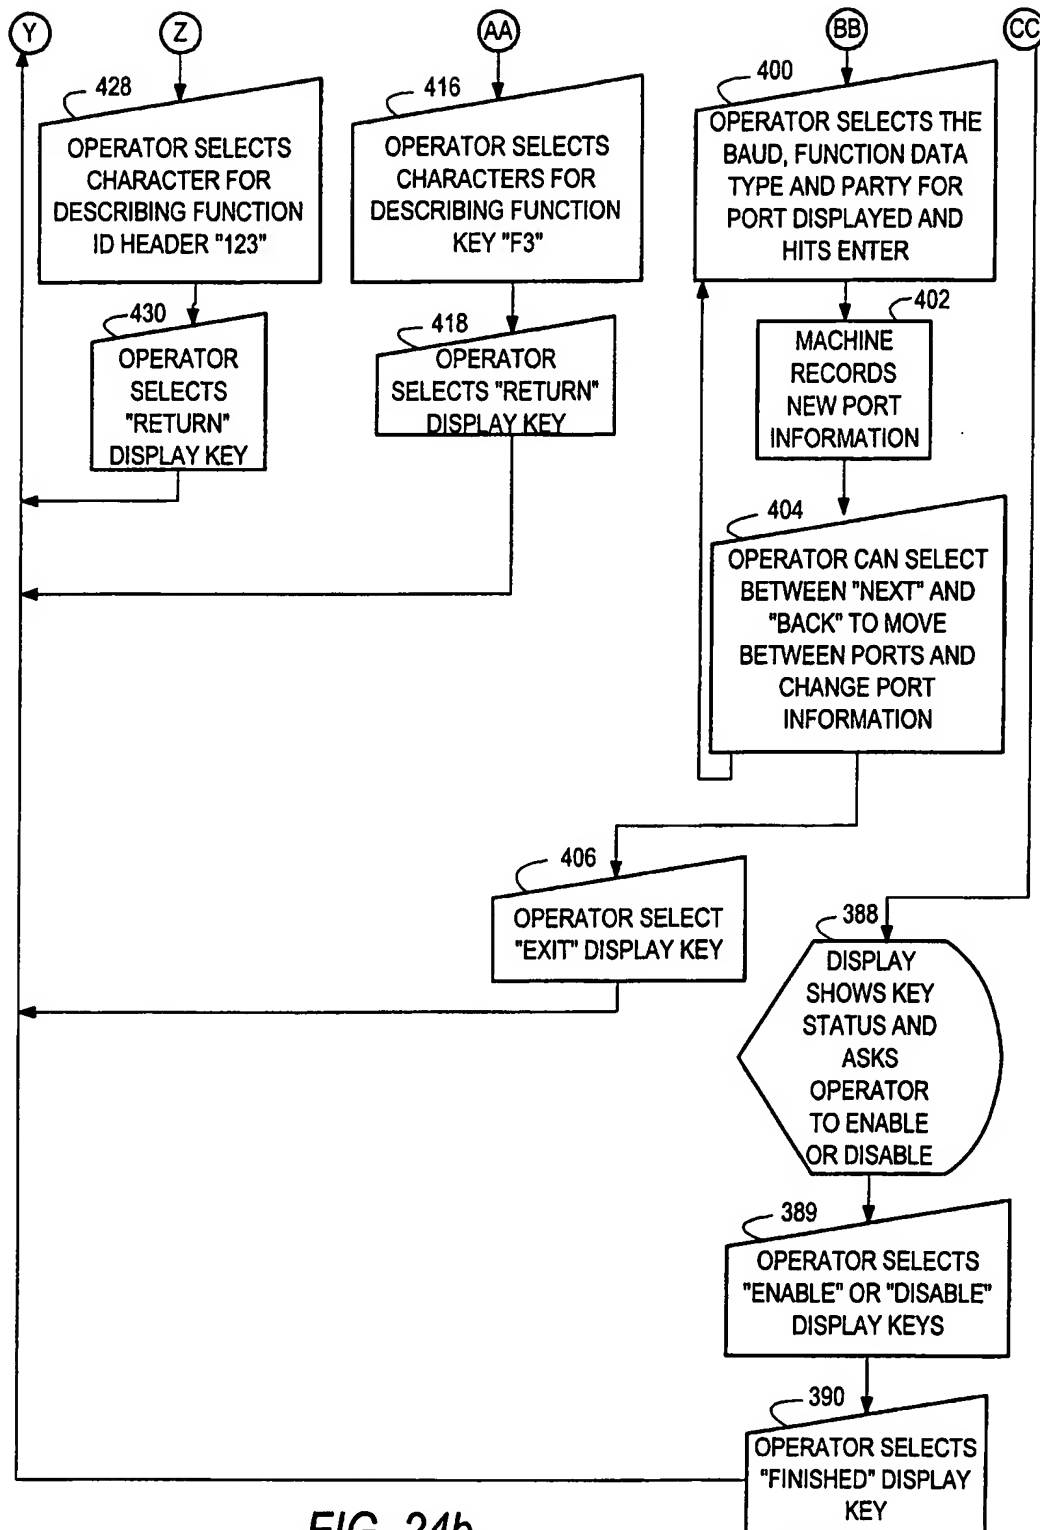 Y
Z
AA
BB
CC
428
OPERATOR SELECTS
CHARACTER FOR
DESCRIBING FUNCTION
ID HEADER "123"
416
OPERATOR SELECTS
CHARACTERS FOR
DESCRIBING FUNCTION
KEY "F3"
400
OPERATOR SELECTS THE
BAUD, FUNCTION DATA
TYPE AND PARTY FOR
PORT DISPLAYED AND
HITS ENTER
430
OPERATOR
SELECTS
"RETURN"
DISPLAY KEY
418
OPERATOR
SELECTS "RETURN"
DISPLAY KEY
402
MACHINE
RECORDS
NEW PORT
INFORMATION
404
OPERATOR CAN SELECT
BETWEEN "NEXT" AND
"BACK" TO MOVE
BETWEEN PORTS AND
CHANGE PORT
INFORMATION
406
OPERATOR SELECT
"EXIT" DISPLAY KEY
388
DISPLAY
SHOWS KEY
STATUS AND
ASKS
OPERATOR
TO ENABLE
OR DISABLE
389
OPERATOR SELECTS
"ENABLE" OR "DISABLE"
DISPLAY KEYS
390
OPERATOR SELECTS
"FINISHED" DISPLAY
KEY
FIG. 24b